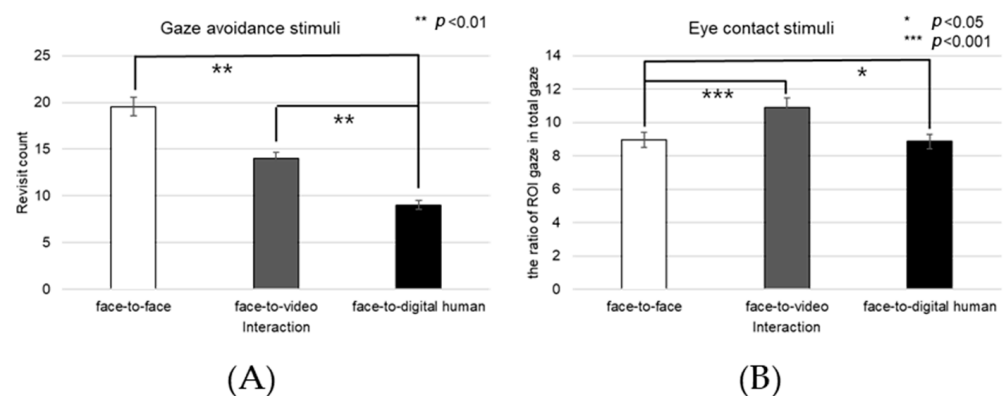 Gaze avoidance stimuli
** p<0.01
25
20
15
10
5
0
Revisit count
**
**
face-to-face
face-to-video
face-to-digital human
Interaction
(A)
Eye contact stimuli
* p<0.05
*** p<0.001
14
12
10
8
6
4
2
0
the ratio of ROI gaze in total gaze
*
***
face-to-face
face-to-video
face-to-digital human
Interaction
(B)